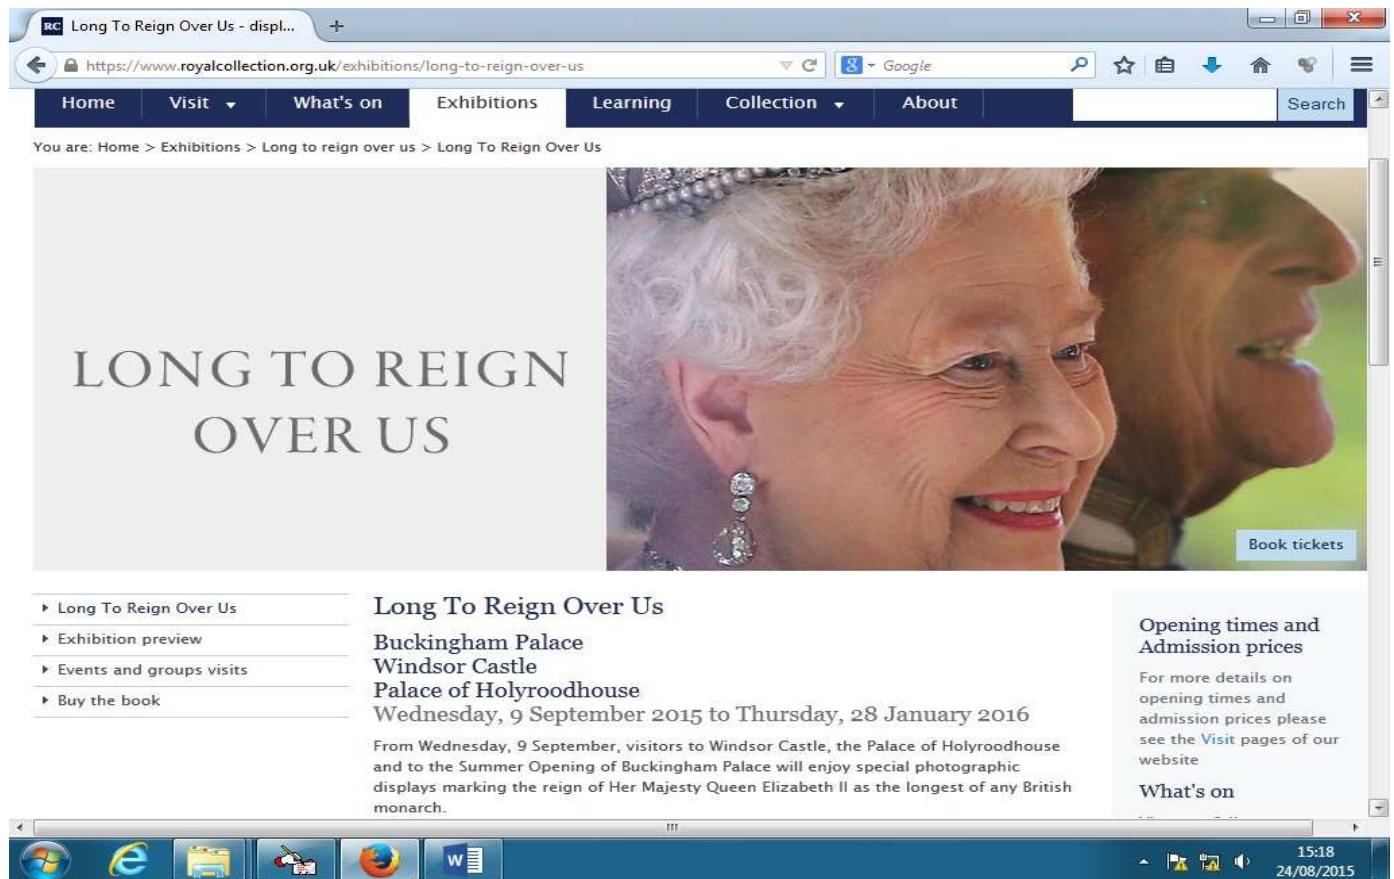 RC Long To Reign Over Us - displ...
https://www.royalcollection.org.uk/exhibitions/long-to-reign-over-us
8 Google
Home Visit What's on Exhibitions Learning Collection About Search
You are: Home > Exhibitions > Long to reign over us > Long To Reign Over Us
LONG TO REIGN
OVER US
Book tickets
Long To Reign Over Us
Exhibition preview
Events and groups visits
Buy the book
Long To Reign Over Us
Buckingham Palace
Windsor Castle
Palace of Holyroodhouse
Wednesday, 9 September 2015 to Thursday, 28 January 2016
From Wednesday, 9 September, visitors to Windsor Castle, the Palace of Holyroodhouse
and to the Summer Opening of Buckingham Palace will enjoy special photographic
displays marking the reign of Her Majesty Queen Elizabeth II as the longest of any British
monarch.
Opening times and
Admission prices
For more details on
opening times and
admission prices please
see the Visit pages of our
website
What's on
15:18
24/08/2015